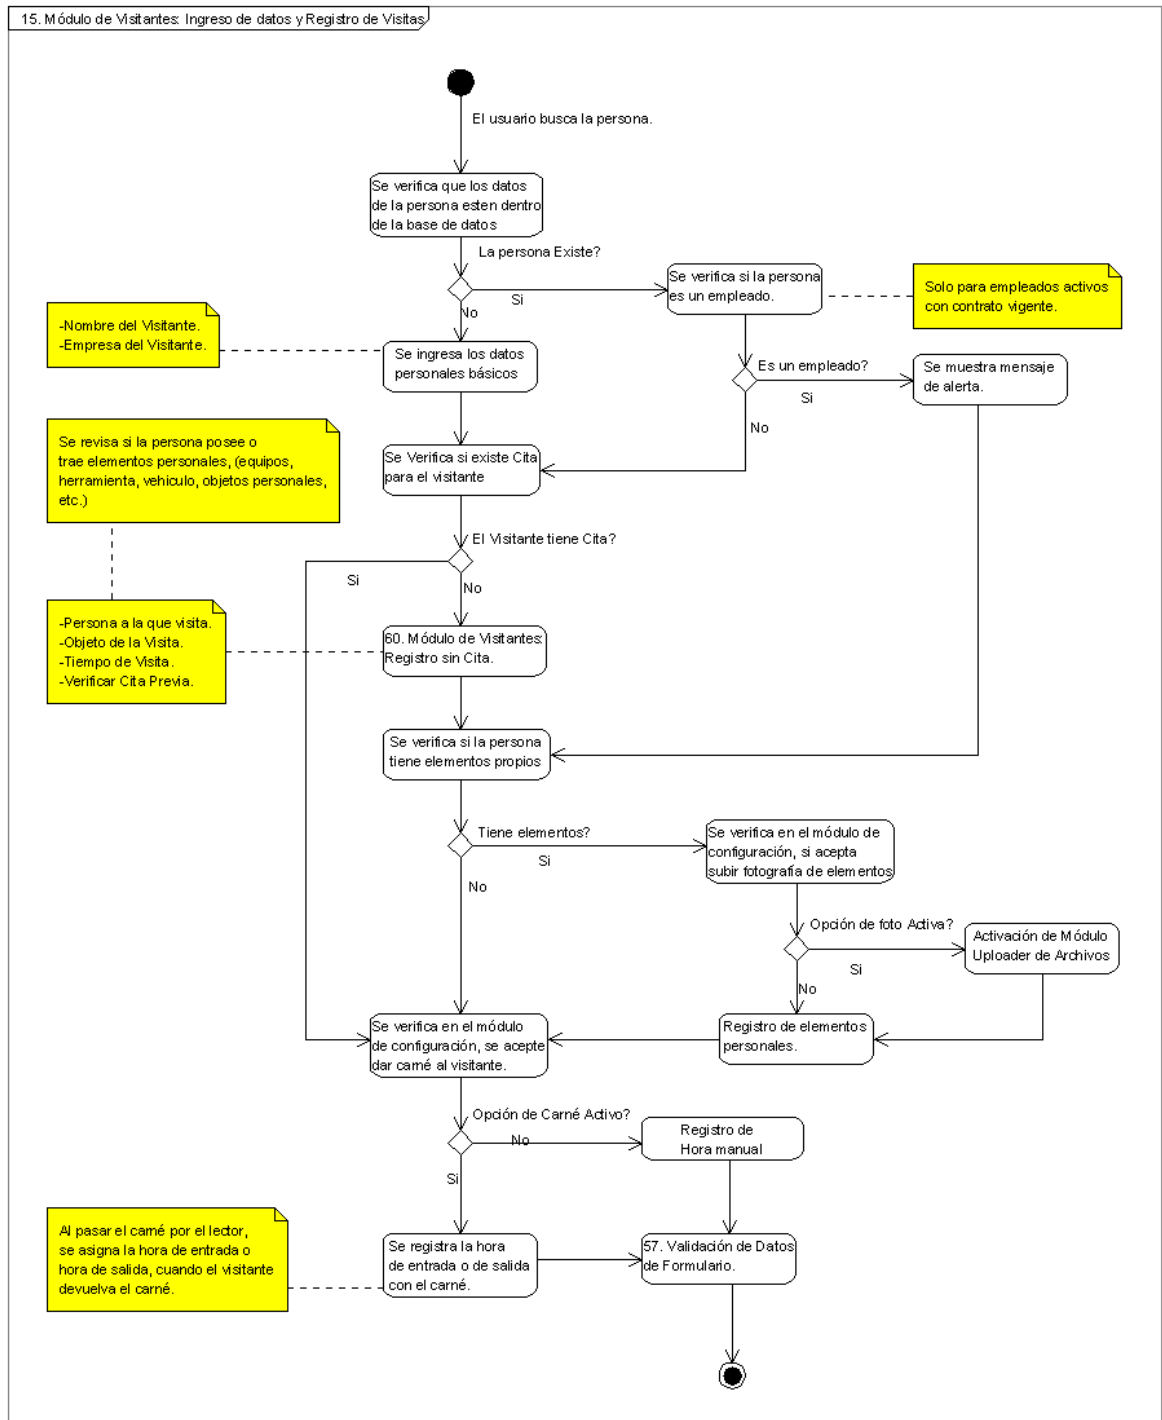 15. Módulo de Visitantes: Ingreso de datos y Registro de Visitas
El usuario busca la persona.
Se verifica que los datos
de la persona esten dentro
de la base de datos
La persona Existe?
Si
No
Se verifica si la persona
es un empleado.
Solo para empleados activos
con contrato vigente.
-Nombre del Visitante.
-Empresa del Visitante.
Se ingresa los datos
personales básicos
Es un empleado?
Si
No
Se muestra mensaje
de alerta.
Se revisa si la persona posee o
trae elementos personales, (equipos,
herramienta, vehiculo, objetos personales,
etc.)
Se Verifica si existe Cita
para el visitante
El Visitante tiene Cita?
Si
No
-Persona a la que visita.
-Objeto de la Visita.
-Tiempo de Visita.
-Verificar Cita Previa.
60. Módulo de Visitantes:
Registro sin Cita.
Se verifica si la persona
tiene elementos propios
Tiene elementos?
Si
No
Se verifica en el módulo de
configuración, si acepta
subir fotografía de elementos
Opción de foto Activa?
Si
No
Activación de Módulo
Uploader de Archivos
Registro de elementos
personales.
Se verifica en el módulo
de configuración, se acepte
dar carné al visitante.
Opción de Carné Activo?
No
Si
Registro de
Hora manual
Al pasar el carné por el lector,
se asigna la hora de entrada o
hora de salida, cuando el visitante
devuelva el carné.
Se registra la hora
de entrada o de salida
con el carné.
57. Validación de Datos
de Formulario.